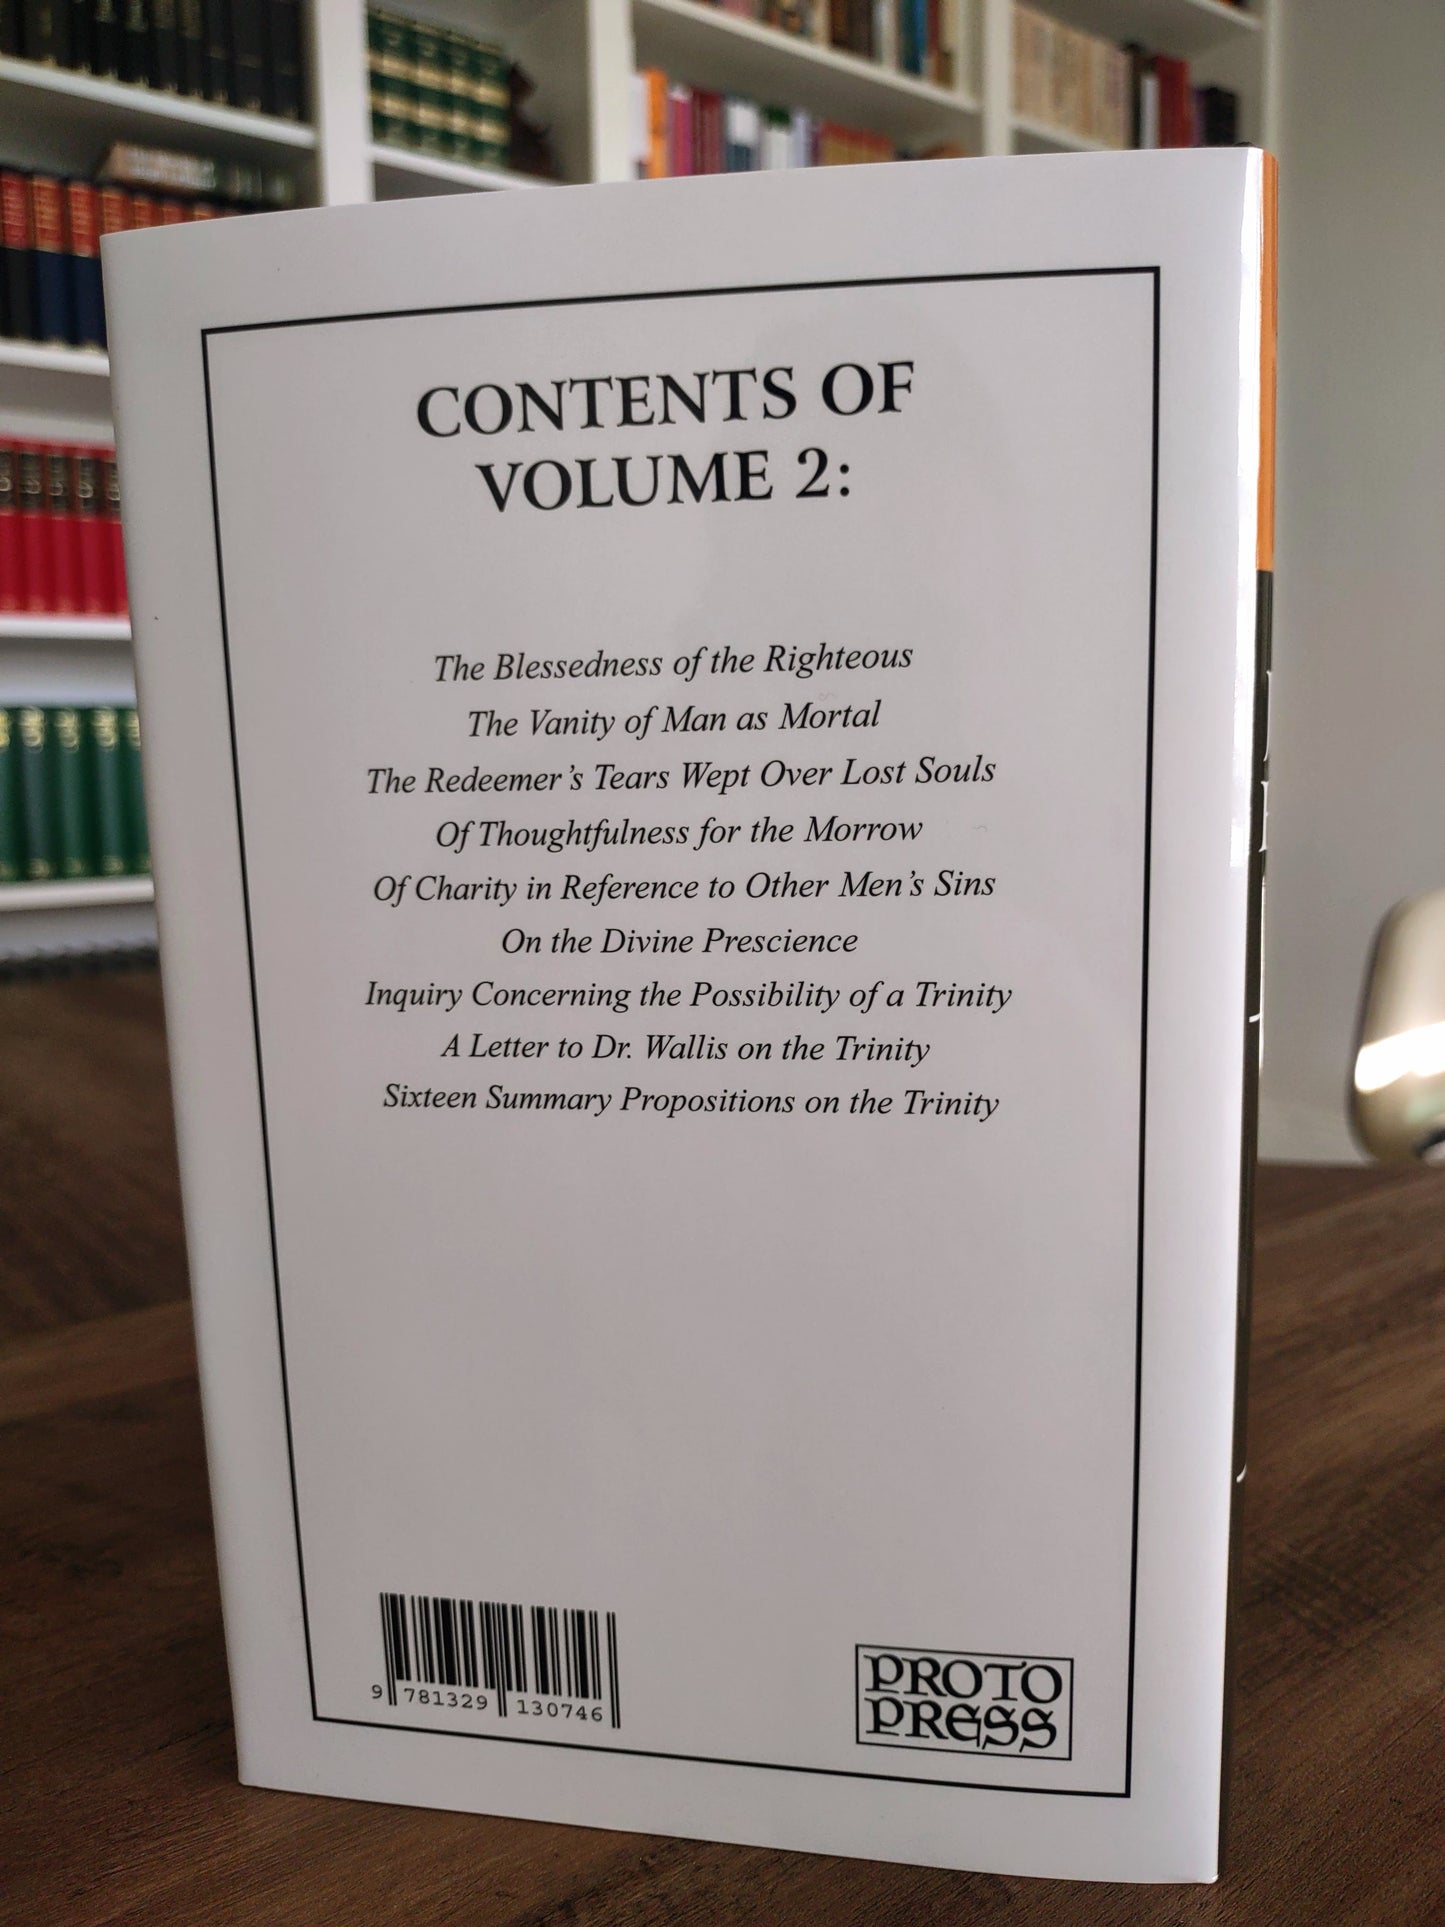 CONTENTS OF
VOLUME 2:
The Blessedness of the Righteous
The Vanity of Man as Mortal
The Redeemer's Tears Wept Over Lost Souls
Of Thoughtfulness for the Morrow
Of Charity in Reference to Other Men's Sins
On the Divine Prescience
Inquiry Concerning the Possibility of a Trinity
A Letter to Dr. Wallis on the Trinity
Sixteen Summary Propositions on the Trinity
9 781329 130746
PROTO
PRESS